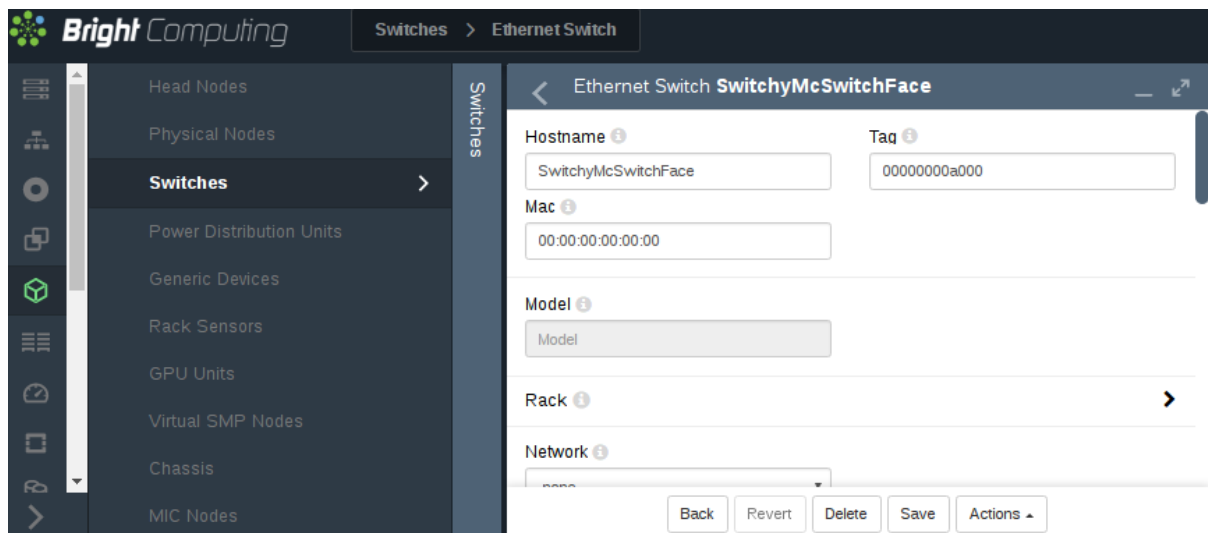 Bright Computing
Switches > Ethernet Switch
Head Nodes
Physical Nodes
Switches
Power Distribution Units
Generic Devices
Rack Sensors
GPU Units
Virtual SMP Nodes
Chassis
MIC Nodes
Switches
Ethernet Switch SwitchyMcSwitchFace
Hostname
Tag
SwitchyMcSwitchFace
00000000a000
Mac
00:00:00:00:00:00
Model
Model
Rack
Network
Back Revert Delete Save Actions